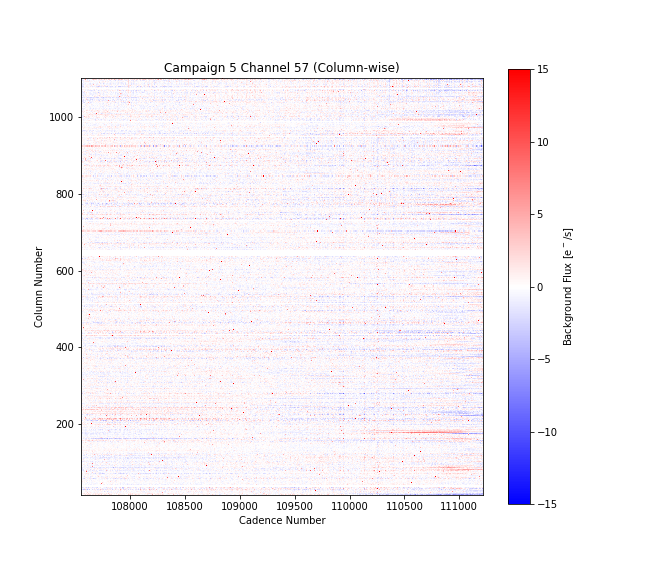 Campaign 5 Channel 57 (Column-wise)
1000
800
600
400
200
Column Number
108000 108500 109000 109500 110000 110500 111000
Cadence Number
15
10
5
0
−5
−10
−15
Background Flux [e⁻/s]